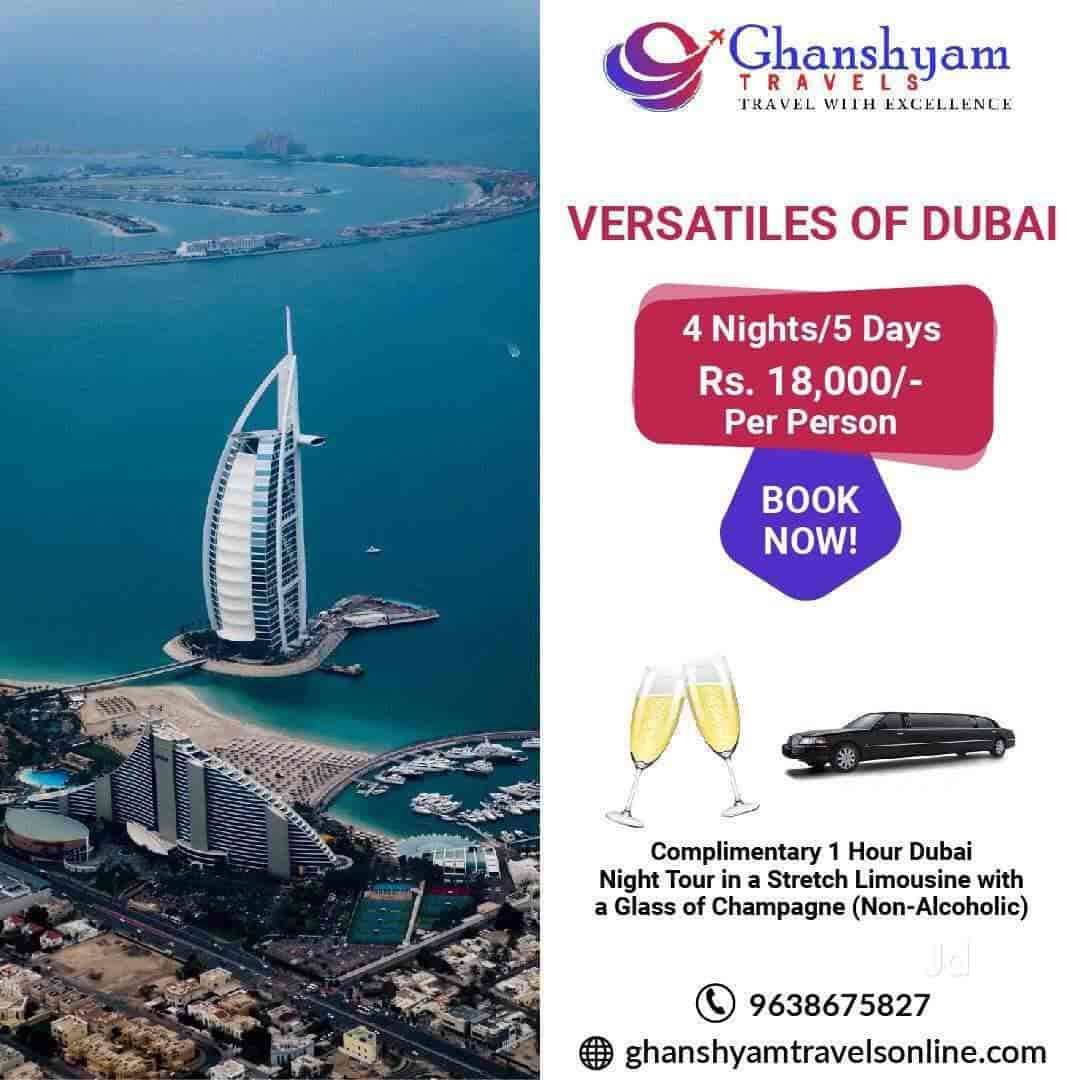 Ghanshyam
TRAVELS
TRAVEL WITH EXCELLENCE
VERSATILES OF DUBAI
4 Nights/5 Days
Rs. 18,000/-
Per Person
BOOK
NOW!
Complimentary 1 Hour Dubai
Night Tour in a Stretch Limousine with
a Glass of Champagne (Non-Alcoholic)
Jd
9638675827
ghanshyamtravelsonline.com